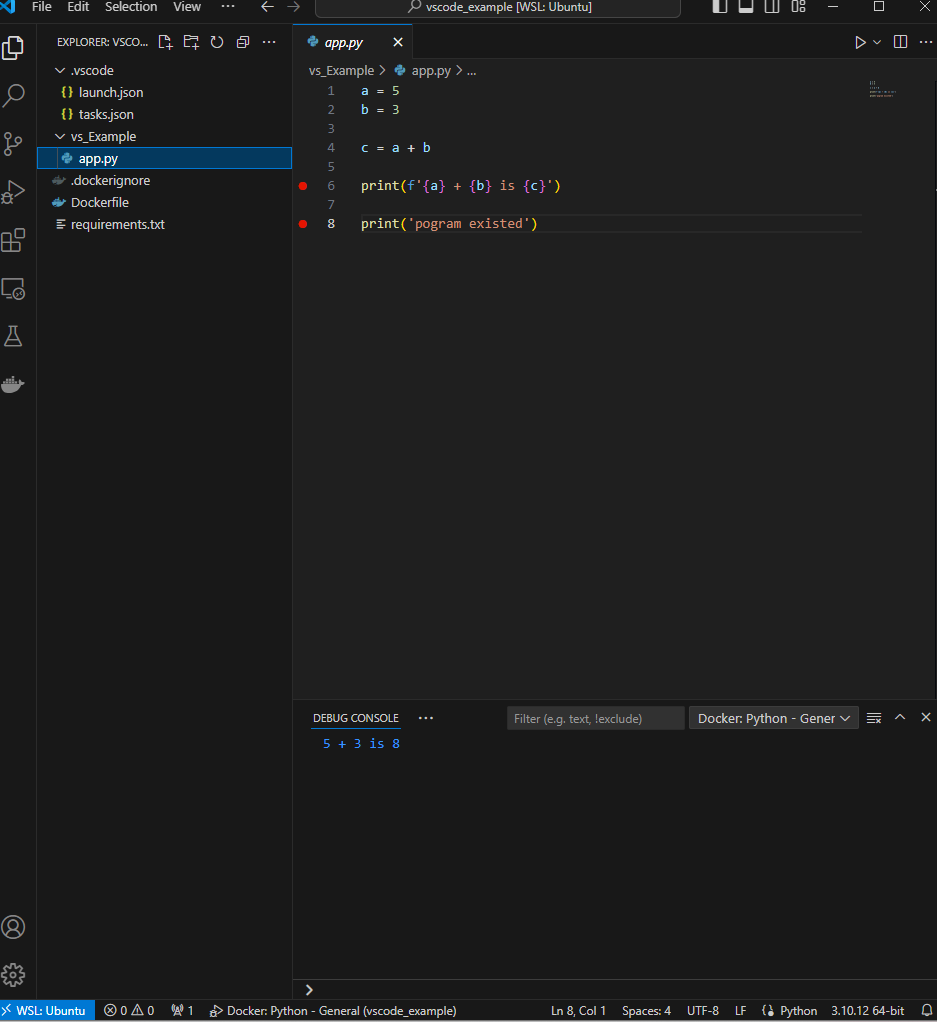 File Edit Selection View ··· vscode_example [WSL: Ubuntu]
EXPLORER: VSCO... ···
.vscode
{} launch.json
{} tasks.json
vs_Example
app.py
.dockerignore
Dockerfile
requirements.txt
app.py
vs_Example > app.py > ...
1 a = 5
2 b = 3
3
4 c = a + b
5
6 print(f'{a} + {b} is {c}')
7
8 print('pogram existed')
DEBUG CONSOLE ··· Filter (e.g. text, !exclude) Docker: Python - Gener
5 + 3 is 8
>
WSL: Ubuntu 0 0 1 Docker: Python - General (vscode_example) Ln 8, Col 1 Spaces: 4 UTF-8 LF Python 3.10.12 64-bit